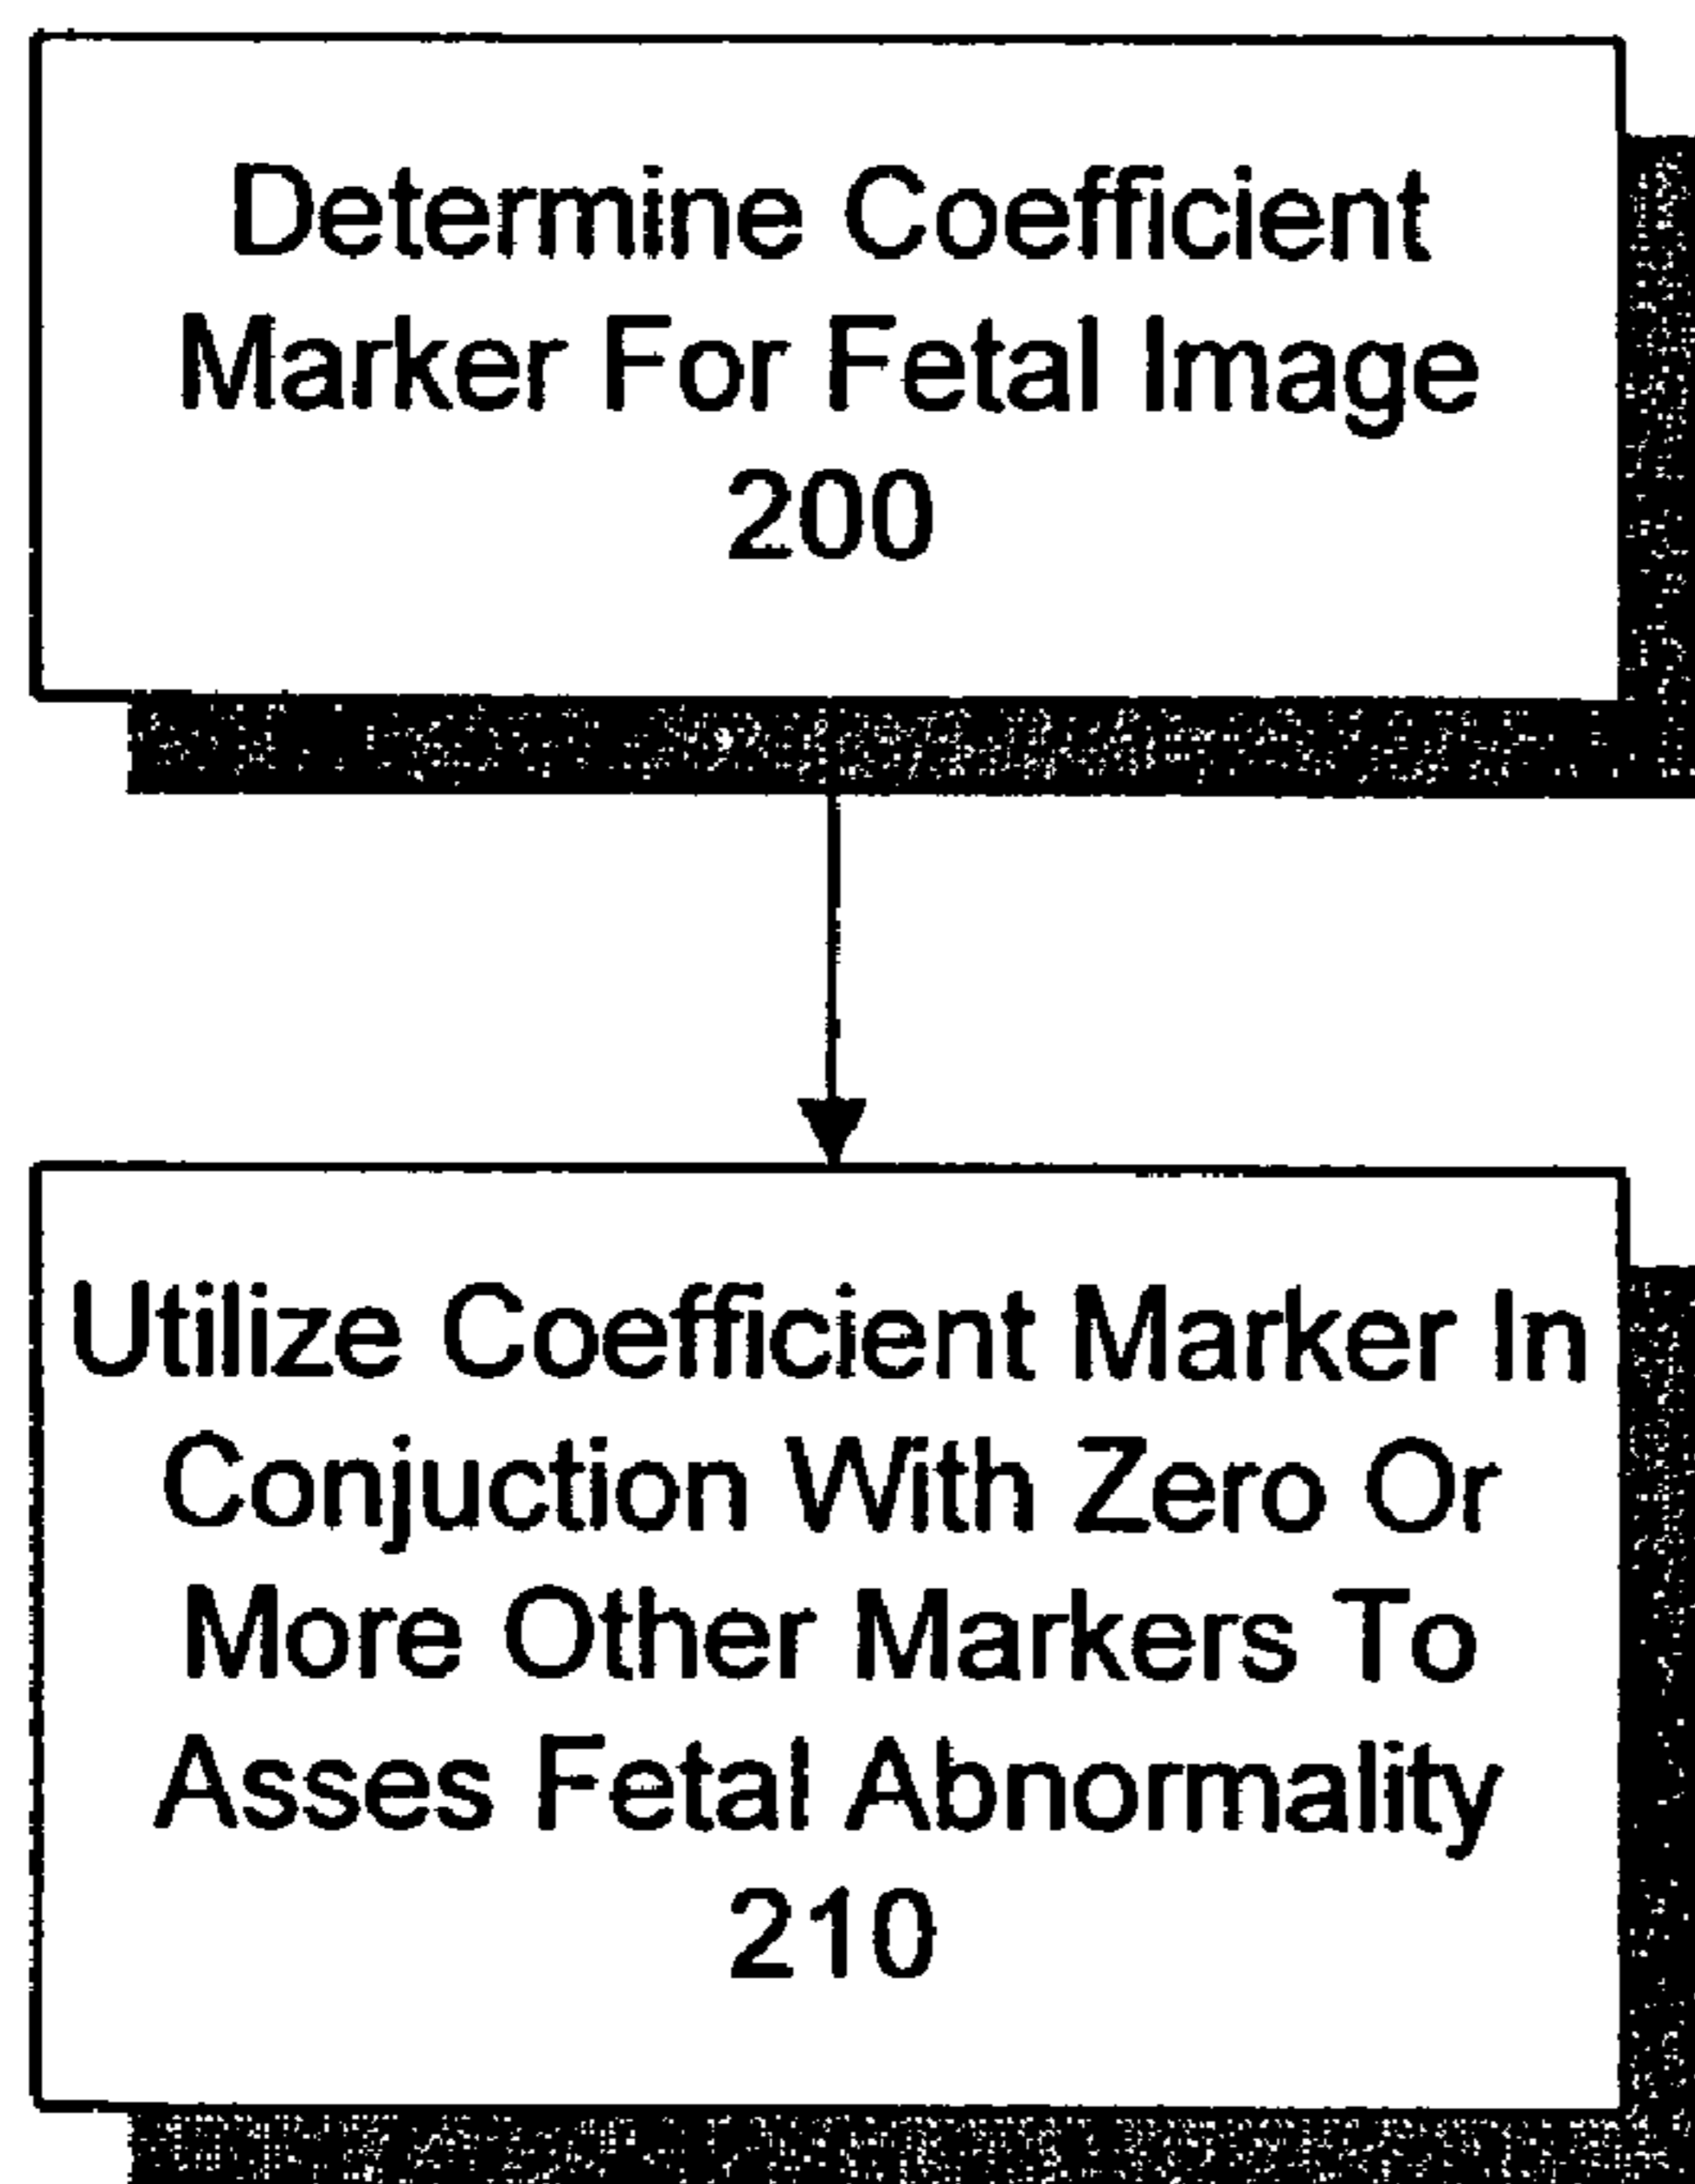 Determine Coefficient
Marker For Fetal Image
200
Utilize Coefficient Marker In
Conjuction With Zero Or
More Other Markers To
Asses Fetal Abnormality
210